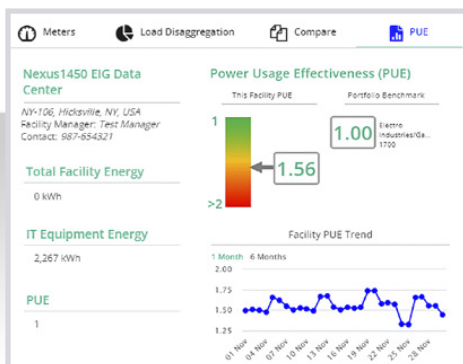 Meters
Load Disaggregation
Compare
PUE
Nexus1450 EIG Data
Center
NY-106, Hicksville, NY, USA
Facility Manager: Test Manager
Contact: 987-654321
Total Facility Energy
0 kWh
IT Equipment Energy
2,267 kWh
PUE
1
Power Usage Effectiveness (PUE)
This Facility PUE
Portfolio Benchmark
1
>2
1.56
1.00
Electro
Industries/Ga...
1700
Facility PUE Trend
1 Month 6 Months
2.00
1.75
1.50
1.25
01 Nov
04 Nov
07 Nov
10 Nov
13 Nov
16 Nov
19 Nov
22 Nov
25 Nov
28 Nov